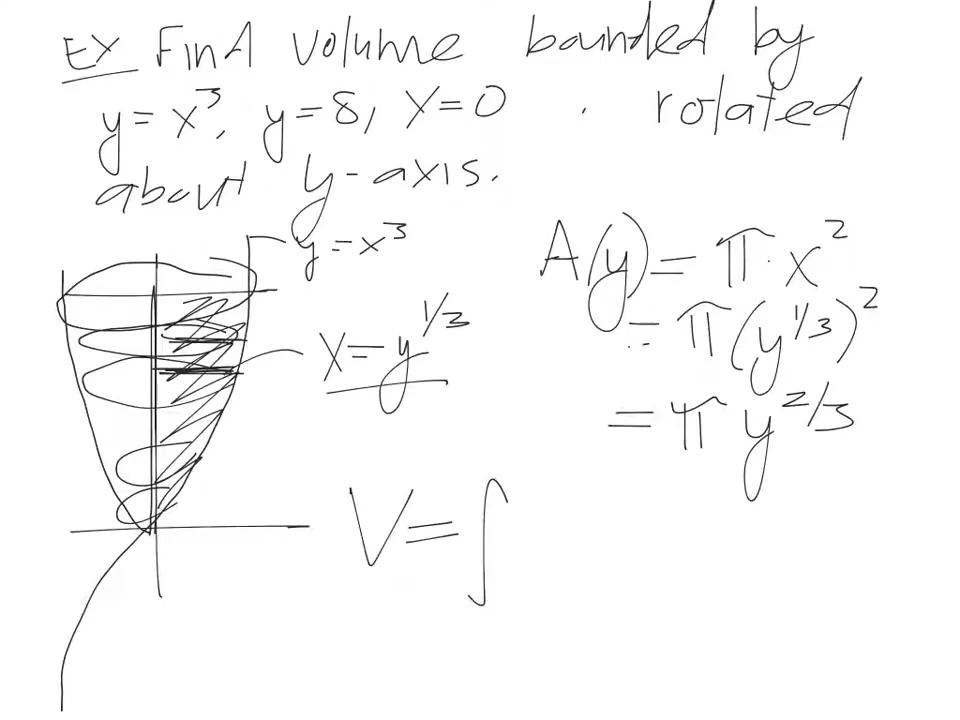 EX Find volume bounded by
y = x³, y = 8, x = 0 . rotated
about y-axis.
y = x³
A(y) = π · x²
x = y^{1/3}
= π(y^{1/3})²
= π y^{2/3}
V = ∫